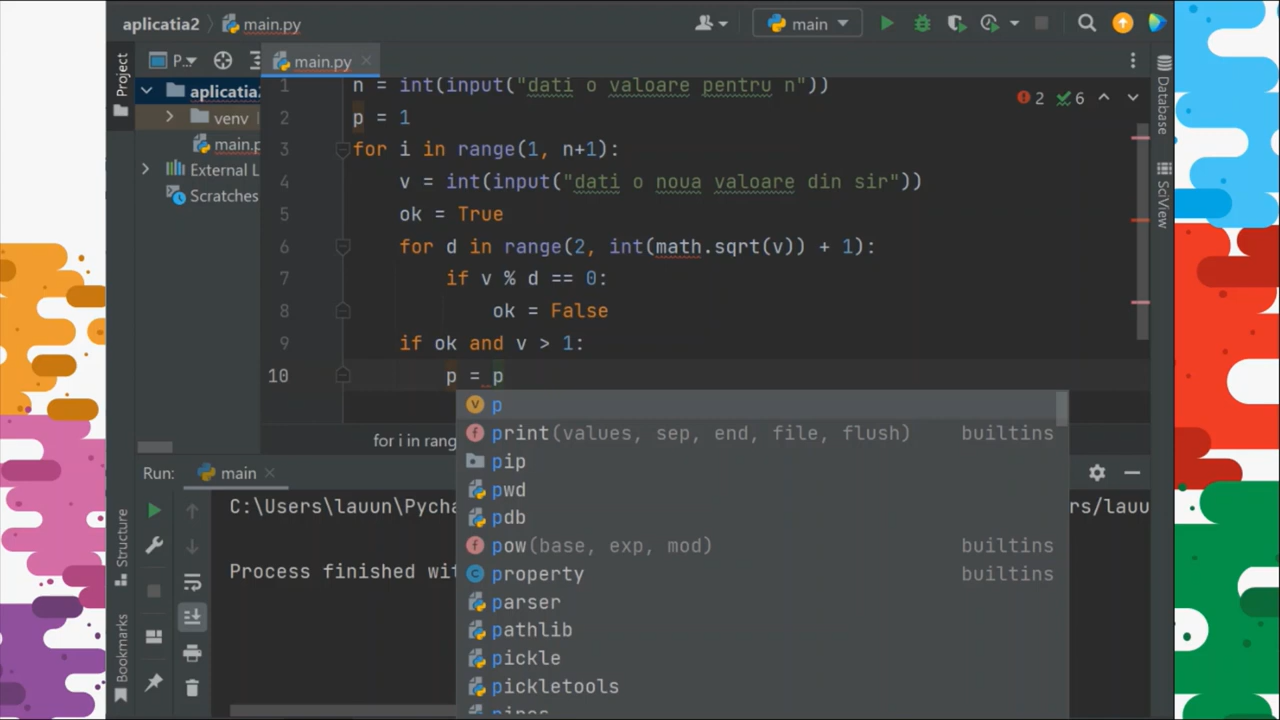 aplicatia2 main.py
main
Project
P...
main.py
aplicatia2
venv
main.p
External L
Scratches
1 n = int(input("dati o valoare pentru n"))
2 p = 1
3 for i in range(1, n+1):
4 v = int(input("dati o noua valoare din sir"))
5 ok = True
6 for d in range(2, int(math.sqrt(v)) + 1):
7 if v % d == 0:
8 ok = False
9 if ok and v > 1:
10 p = p
2 6
Database
SciView
p
print(values, sep, end, file, flush) builtins
pip
pwd
pdb
pow(base, exp, mod) builtins
property builtins
parser
pathlib
pickle
pickletools
pipes
for i in rang
Run: main
C:\Users\lauun\Pycha
rs/lauu
Process finished wit
Structure
Bookmarks